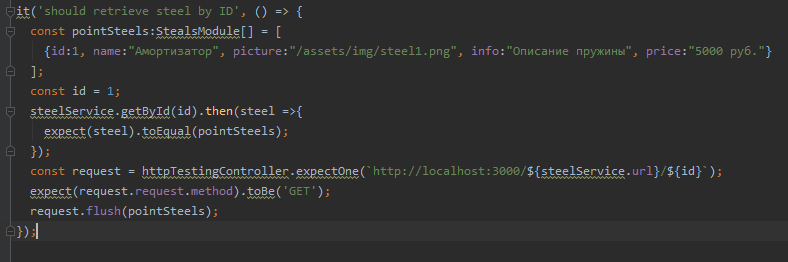 it('should retrieve steel by ID', () => {
  const pointSteels:StealsModule[] = [
    {id:1, name:"Амортизатор", picture:"/assets/img/steel1.png", info:"Описание пружины", price:"5000 руб."}
  ];
  const id = 1;
  steelService.getById(id).then(steel =>{
    expect(steel).toEqual(pointSteels);
  });
  const request = httpTestingController.expectOne(`http://localhost:3000/${steelService.url}/${id}`);
  expect(request.request.method).toBe('GET');
  request.flush(pointSteels);
});